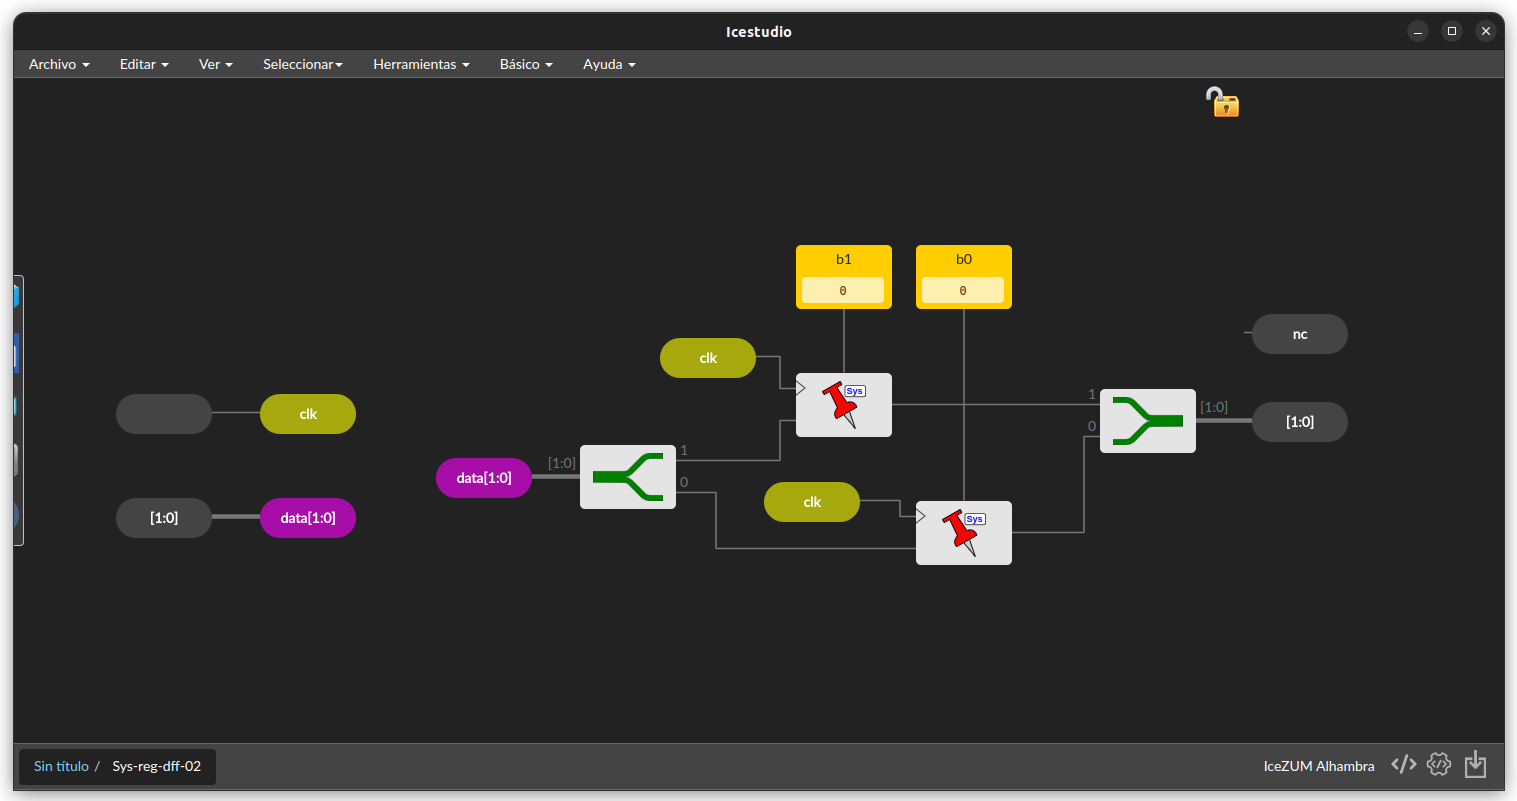 Icestudio
Archivo Editar Ver Seleccionar Herramientas Básico Ayuda
b1 b0
0 0
nc
clk
Sys
1
[1:0]
0
[1:0]
clk
1
[1:0]
data[1:0]
0
clk
[1:0] data[1:0]
Sys
Sin título / Sys-reg-dff-02
IceZUM Alhambra